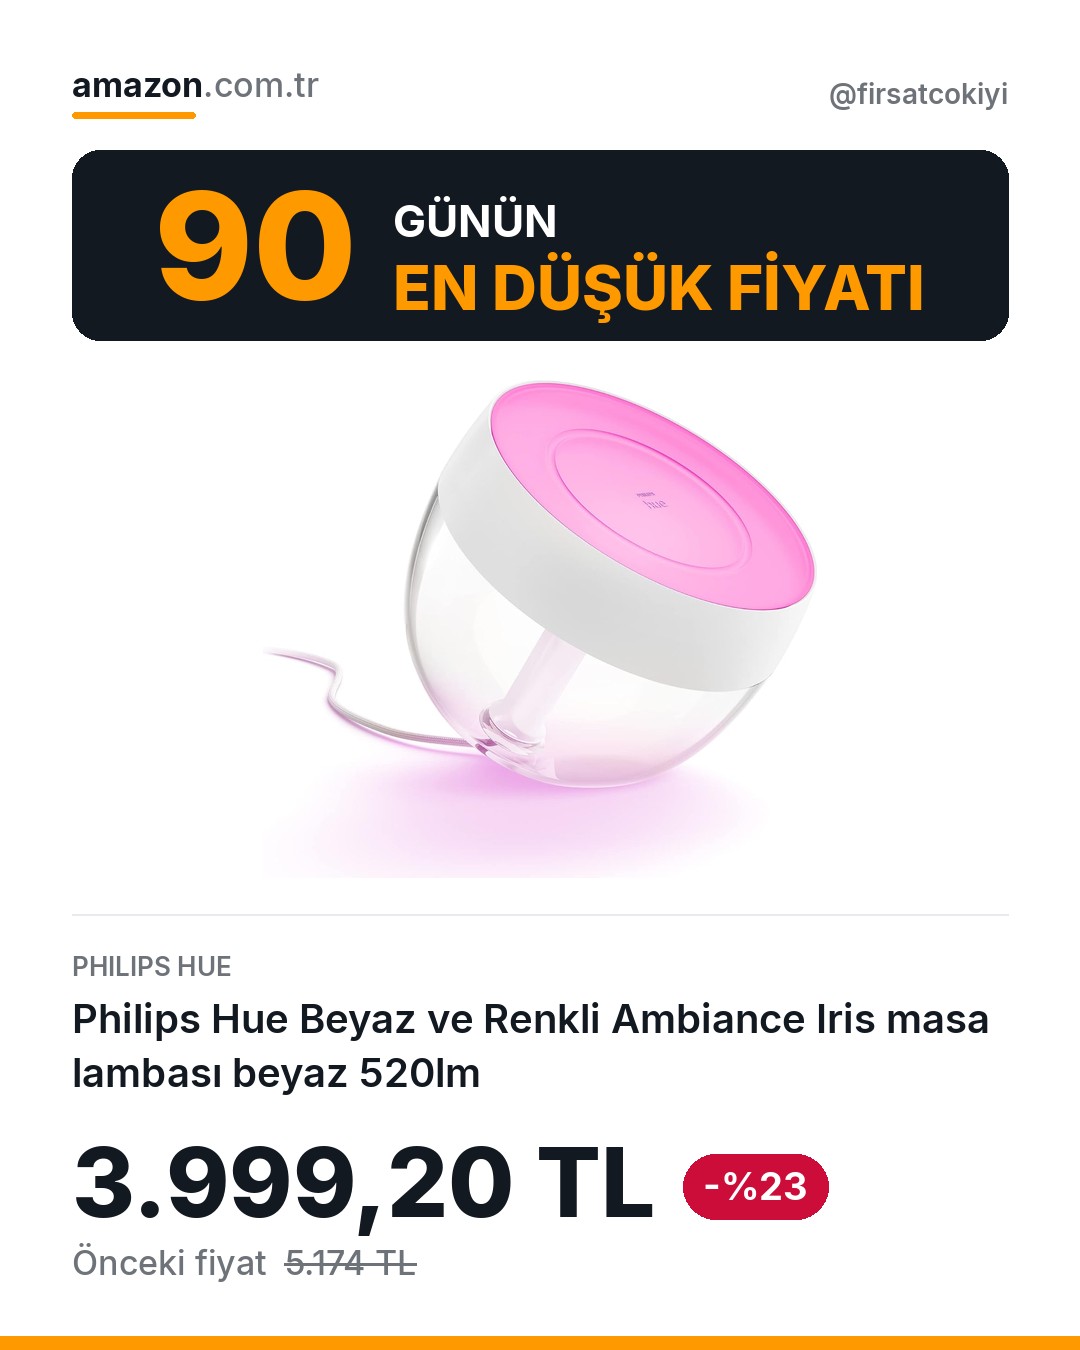 amazon.com.tr
@firsatcokiyi
90 GÜNÜN
EN DÜŞÜK FİYATI
hue
PHILIPS HUE
Philips Hue Beyaz ve Renkli Ambiance Iris masa
lambası beyaz 520lm
3.999,20 TL -%23
Önceki fiyat 5.174 TL